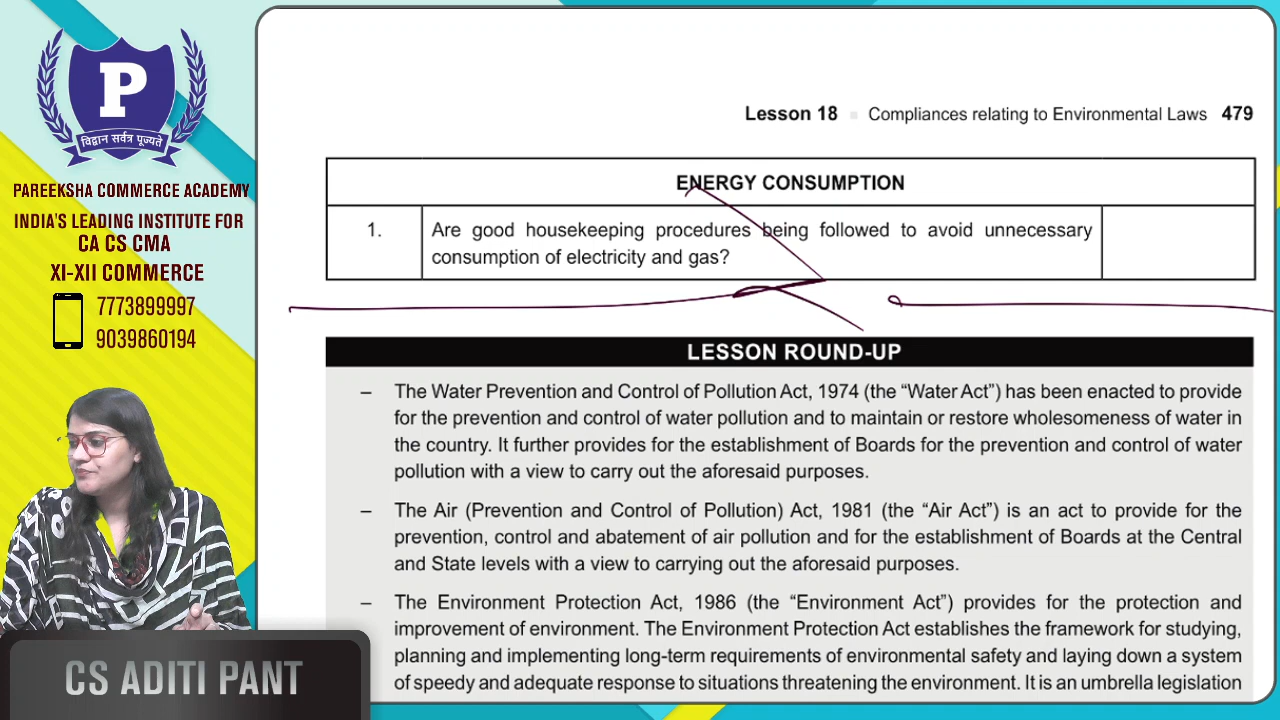 P
विद्वान सर्वत्र पूज्यते
PAREEKSHA COMMERCE ACADEMY
INDIA'S LEADING INSTITUTE FOR
CA CS CMA
XI-XII COMMERCE
7773899997
9039860194
CS ADITI PANT
Lesson 18 ▪ Compliances relating to Environmental Laws 479
ENERGY CONSUMPTION
1. Are good housekeeping procedures being followed to avoid unnecessary
consumption of electricity and gas?
LESSON ROUND-UP
– The Water Prevention and Control of Pollution Act, 1974 (the “Water Act”) has been enacted to provide
for the prevention and control of water pollution and to maintain or restore wholesomeness of water in
the country. It further provides for the establishment of Boards for the prevention and control of water
pollution with a view to carry out the aforesaid purposes.
– The Air (Prevention and Control of Pollution) Act, 1981 (the “Air Act”) is an act to provide for the
prevention, control and abatement of air pollution and for the establishment of Boards at the Central
and State levels with a view to carrying out the aforesaid purposes.
– The Environment Protection Act, 1986 (the “Environment Act”) provides for the protection and
improvement of environment. The Environment Protection Act establishes the framework for studying,
planning and implementing long-term requirements of environmental safety and laying down a system
of speedy and adequate response to situations threatening the environment. It is an umbrella legislation